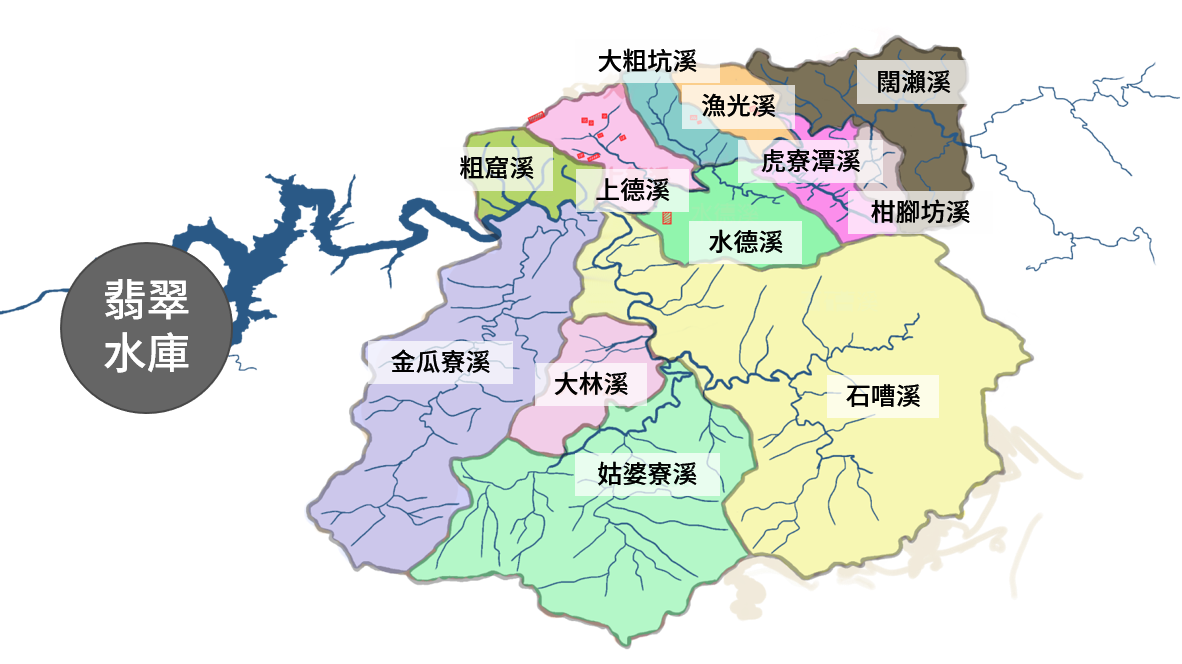 大粗坑溪
闊瀨溪
漁光溪
粗窟溪
虎寮潭溪
上德溪
柑腳坊溪
水德溪
翡翠
水庫
金瓜寮溪
大林溪
石嘈溪
姑婆寮溪